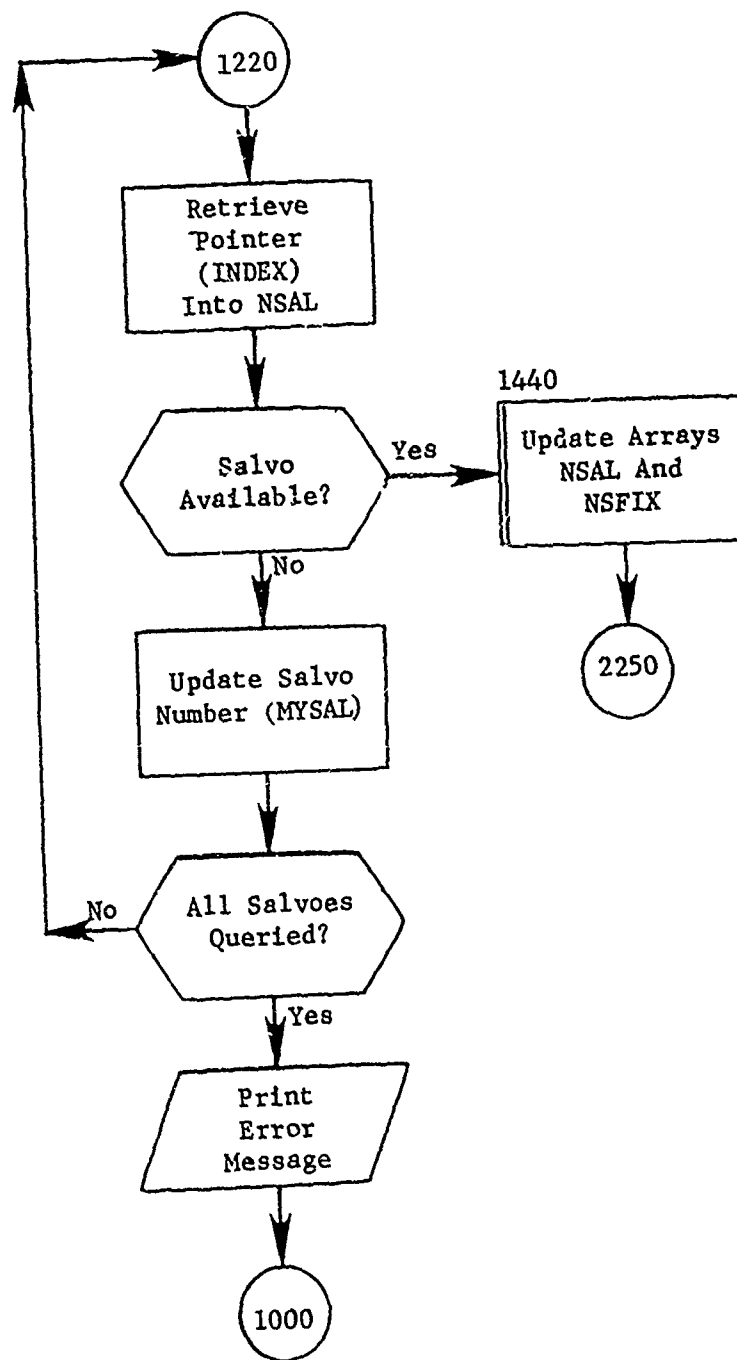 1220
Retrieve
Pointer
(INDEX)
Into NSAL
Salvo
Available?
Yes
1440
Update Arrays
NSAL And
NSFIX
2250
No
Update Salvo
Number (MYSAL)
All Salvoes
Queried?
No
Yes
Print
Error
Message
1000